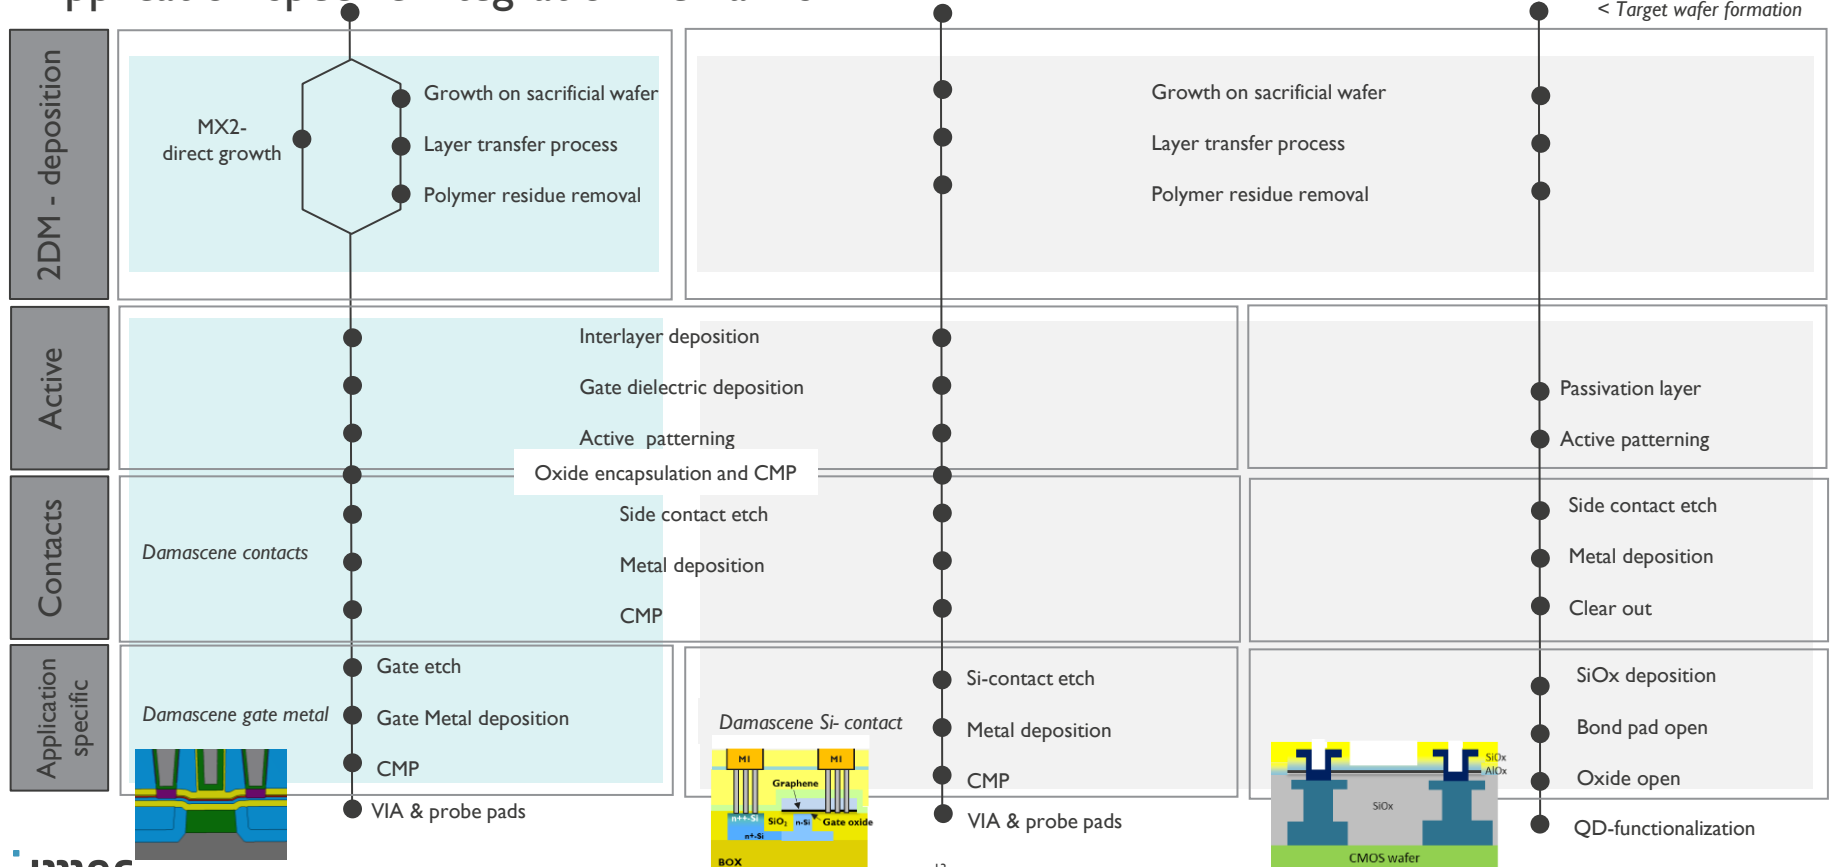 < Target wafer formation
2DM - deposition
MX2-
direct growth
Growth on sacrificial wafer
Layer transfer process
Polymer residue removal
Growth on sacrificial wafer
Layer transfer process
Polymer residue removal
Active
Interlayer deposition
Gate dielectric deposition
Active patterning
Passivation layer
Active patterning
Oxide encapsulation and CMP
Contacts
Damascene contacts
Side contact etch
Metal deposition
CMP
Side contact etch
Metal deposition
Clear out
Application
specific
Damascene gate metal
Gate etch
Gate Metal deposition
CMP
VIA & probe pads
Damascene Si- contact
Si-contact etch
Metal deposition
CMP
VIA & probe pads
M1
M1
Graphene
n++-Si
SiO2
n-Si
Gate oxide
n+-Si
BOX
SiOx deposition
Bond pad open
Oxide open
QD-functionalization
SiOx
AlOx
SiOx
CMOS wafer